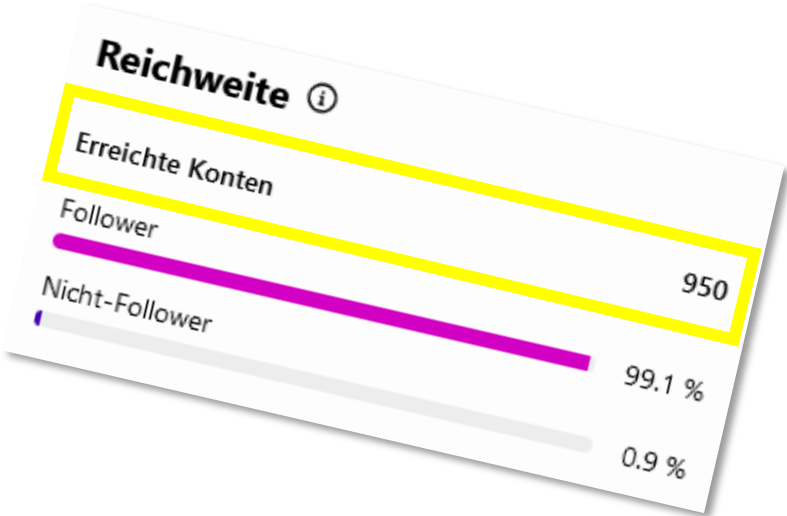 Reichweite
Erreichte Konten 950
Follower
99.1 %
Nicht-Follower
0.9 %